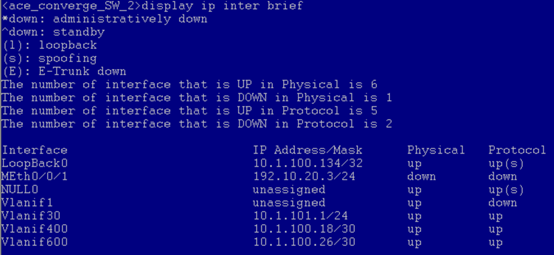 <ace_converge_SW_2>display ip inter brief
*down: administratively down
^down: standby
(l): loopback
(s): spoofing
(E): E-Trunk down
The number of interface that is UP in Physical is 6
The number of interface that is DOWN in Physical is 1
The number of interface that is UP in Protocol is 5
The number of interface that is DOWN in Protocol is 2
Interface IP Address/Mask Physical Protocol
LoopBack0 10.1.100.134/32 up up(s)
MEth0/0/1 192.10.20.3/24 down down
NULL0 unassigned up up(s)
Vlanif1 unassigned up down
Vlanif30 10.1.101.1/24 up up
Vlanif400 10.1.100.18/30 up up
Vlanif600 10.1.100.26/30 up up